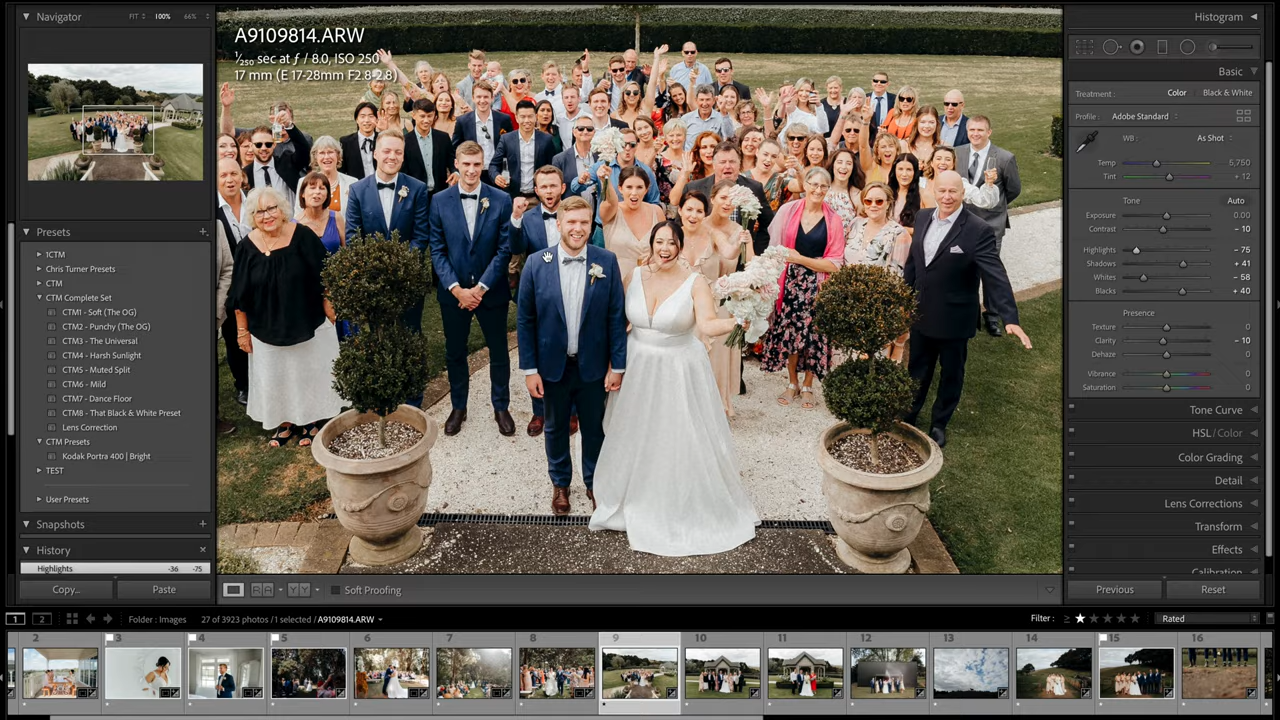 Navigator FIT 100% 66%
A9109814.ARW
1/250 sec at ƒ / 8.0, ISO 250
17 mm (E 17-28mm F2.8-2.8)
Presets
1CTM
Chris Turner Presets
CTM
CTM Complete Set
CTM1 - Soft (The OG)
CTM2 - Punchy (The OG)
CTM3 - The Universal
CTM4 - Harsh Sunlight
CTM5 - Muted Split
CTM6 - Mild
CTM7 - Dance Floor
CTM8 - That Black & White Preset
Lens Correction
CTM Presets
Kodak Portra 400 | Bright
TEST
User Presets
Snapshots
History
Highlights -36 -75
Copy... Paste
Soft Proofing
Histogram
Basic
Treatment: Color Black & White
Profile: Adobe Standard
WB: As Shot
Temp 5,750
Tint + 12
Tone Auto
Exposure 0.00
Contrast - 10
Highlights - 75
Shadows + 41
Whites - 58
Blacks + 40
Presence
Texture 0
Clarity - 10
Dehaze 0
Vibrance 0
Saturation 0
Tone Curve
HSL / Color
Color Grading
Detail
Lens Corrections
Transform
Effects
Calibration
Previous Reset
1 2 Folder : Images 27 of 3923 photos / 1 selected / A9109814.ARW Filter : ≥ ★★★★★ Rated
2 3 4 5 6 7 8 9 10 11 12 13 14 15 16